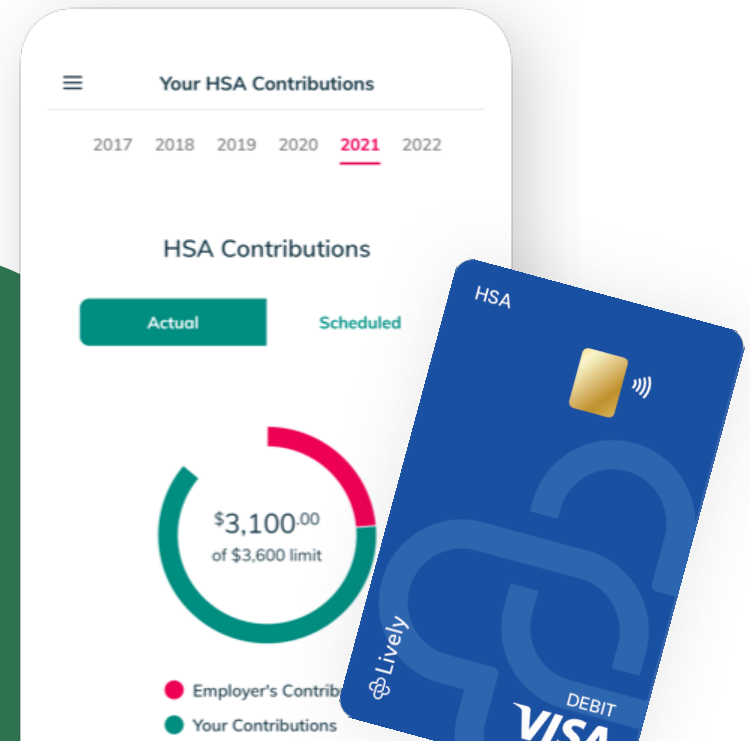 Your HSA Contributions
2017 2018 2019 2020 2021 2022
HSA Contributions
Actual Scheduled
$3,100.00
of $3,600 limit
Employer's
Your Contributions
HSA
Lively
DEBIT
VISA